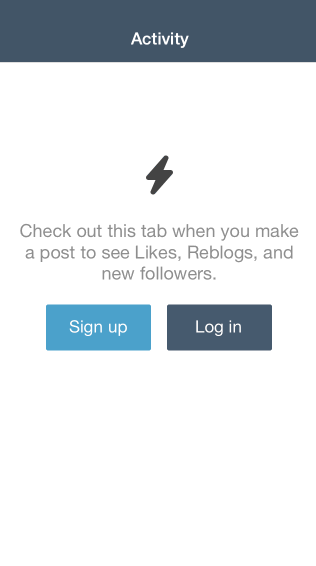 Activity
Check out this tab when you make
a post to see Likes, Reblogs, and
new followers.
Sign up
Log in